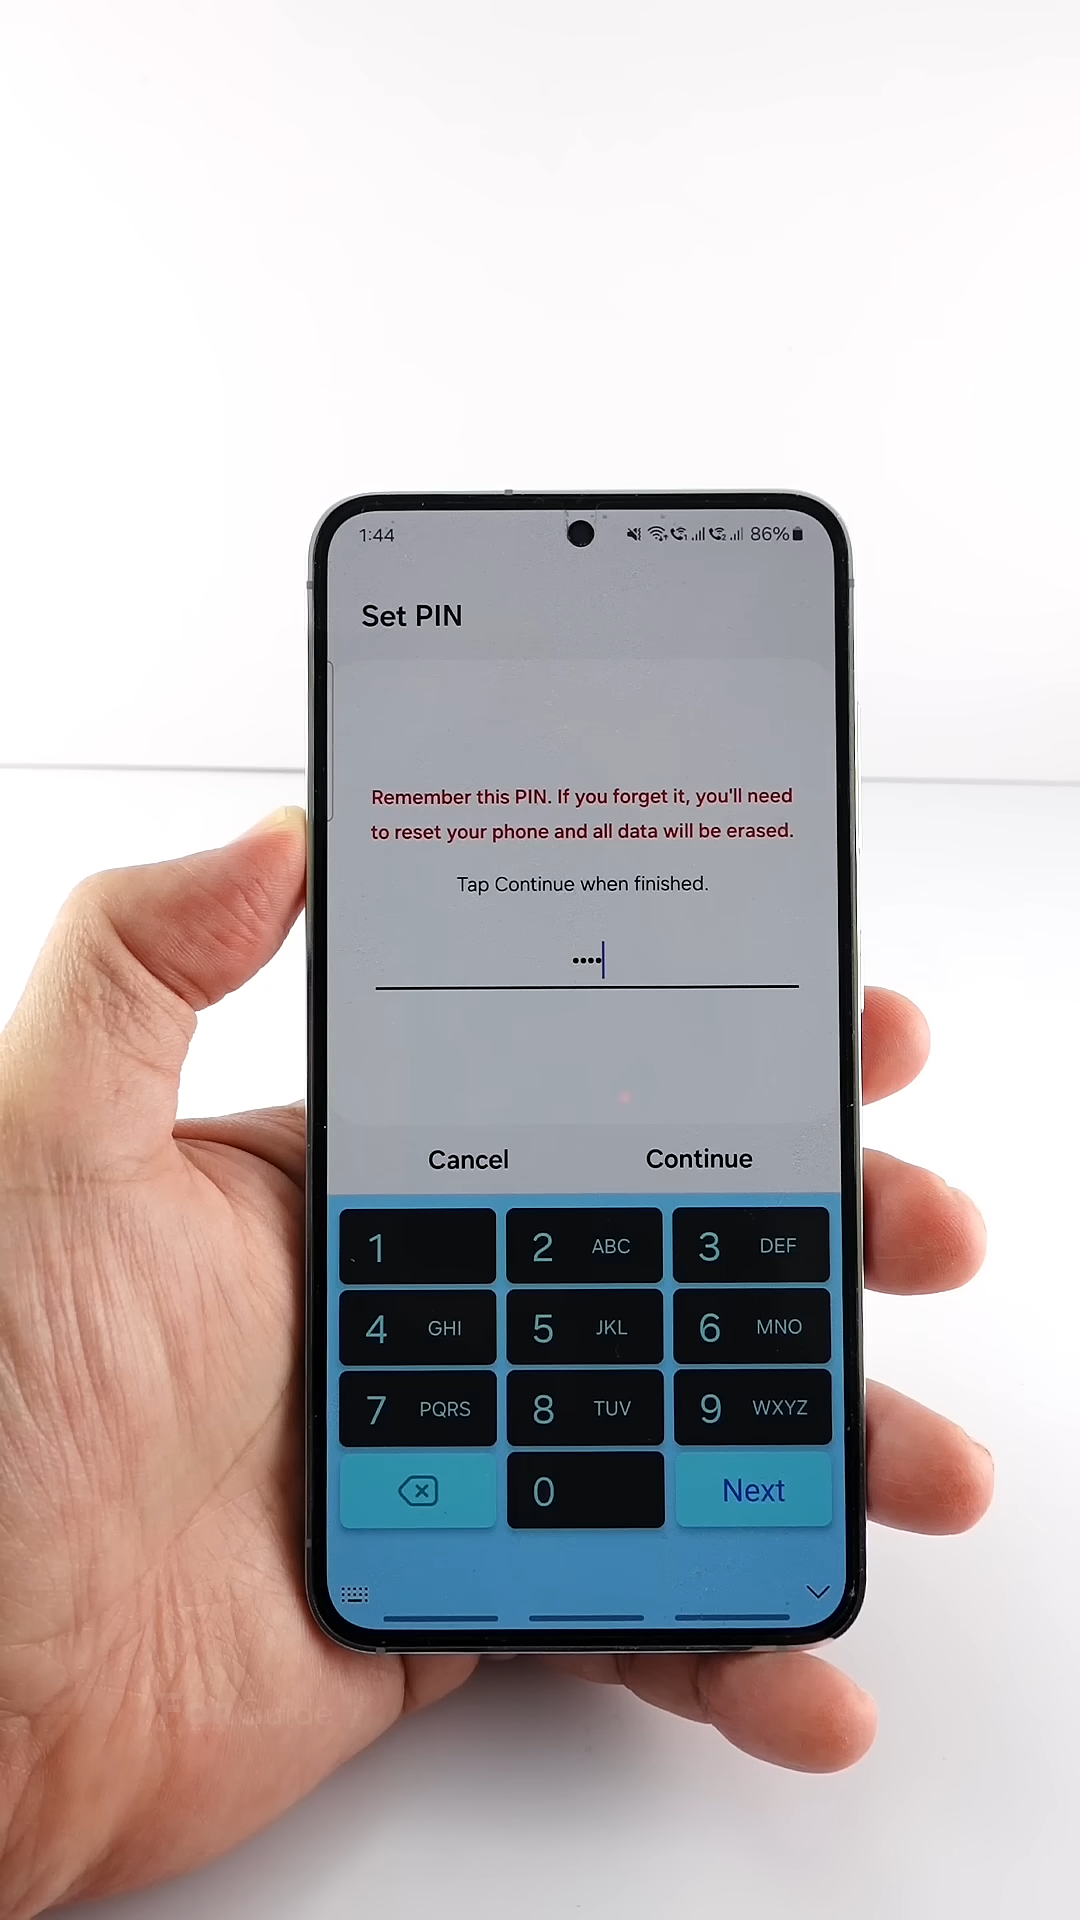 1:44 86%
Set PIN
Remember this PIN. If you forget it, you'll need
to reset your phone and all data will be erased.
Tap Continue when finished.
••••
Cancel Continue
1 2 ABC 3 DEF
4 GHI 5 JKL 6 MNO
7 PQRS 8 TUV 9 WXYZ
0 Next